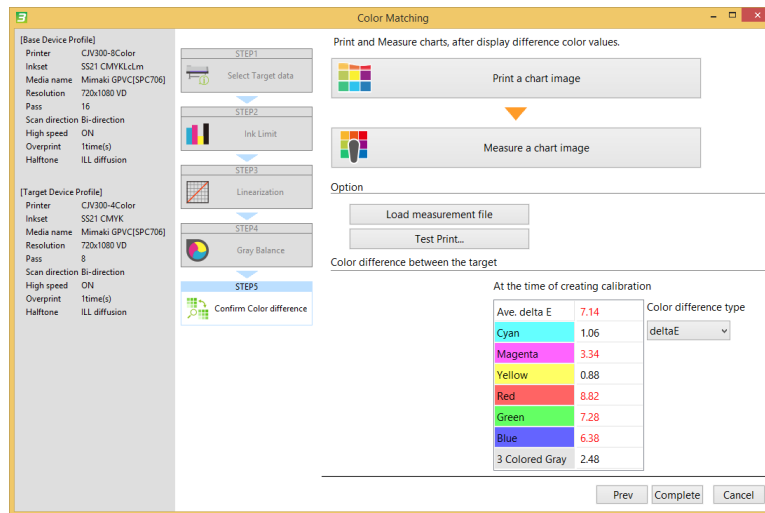 Color Matching
[Base Device Profile]
Printer CJV300-8Color
Inkset SS21 CMYKLcLm
Media name Mimaki GPVC[SPC706]
Resolution 720x1080 VD
Pass 16
Scan direction Bi-direction
High speed ON
Overprint 1time(s)
Halftone ILL diffusion
[Target Device Profile]
Printer CJV300-4Color
Inkset SS21 CMYK
Media name Mimaki GPVC[SPC706]
Resolution 720x1080 VD
Pass 8
Scan direction Bi-direction
High speed ON
Overprint 1time(s)
Halftone ILL diffusion
STEP1
Select Target data
STEP2
Ink Limit
STEP3
Linearization
STEP4
Gray Balance
STEP5
Confirm Color difference
Print and Measure charts, after display difference color values.
Print a chart image
Measure a chart image
Option
Load measurement file
Test Print...
Color difference between the target
At the time of creating calibration
Ave. delta E 7.14
Cyan 1.06
Magenta 3.34
Yellow 0.88
Red 8.82
Green 7.28
Blue 6.38
3 Colored Gray 2.48
Color difference type
deltaE
Prev Complete Cancel